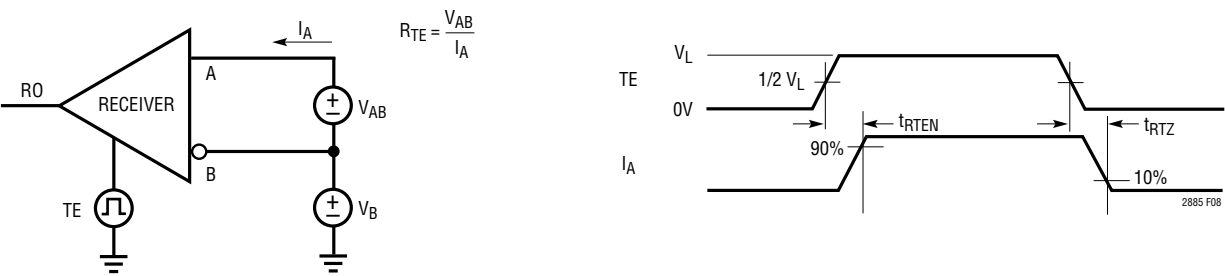 I_A
R_TE = V_AB / I_A
A
RO
RECEIVER
V_AB
B
TE
V_B
V_L
TE
1/2 V_L
0V
t_RTEN
t_RTZ
90%
I_A
10%
2885 F08